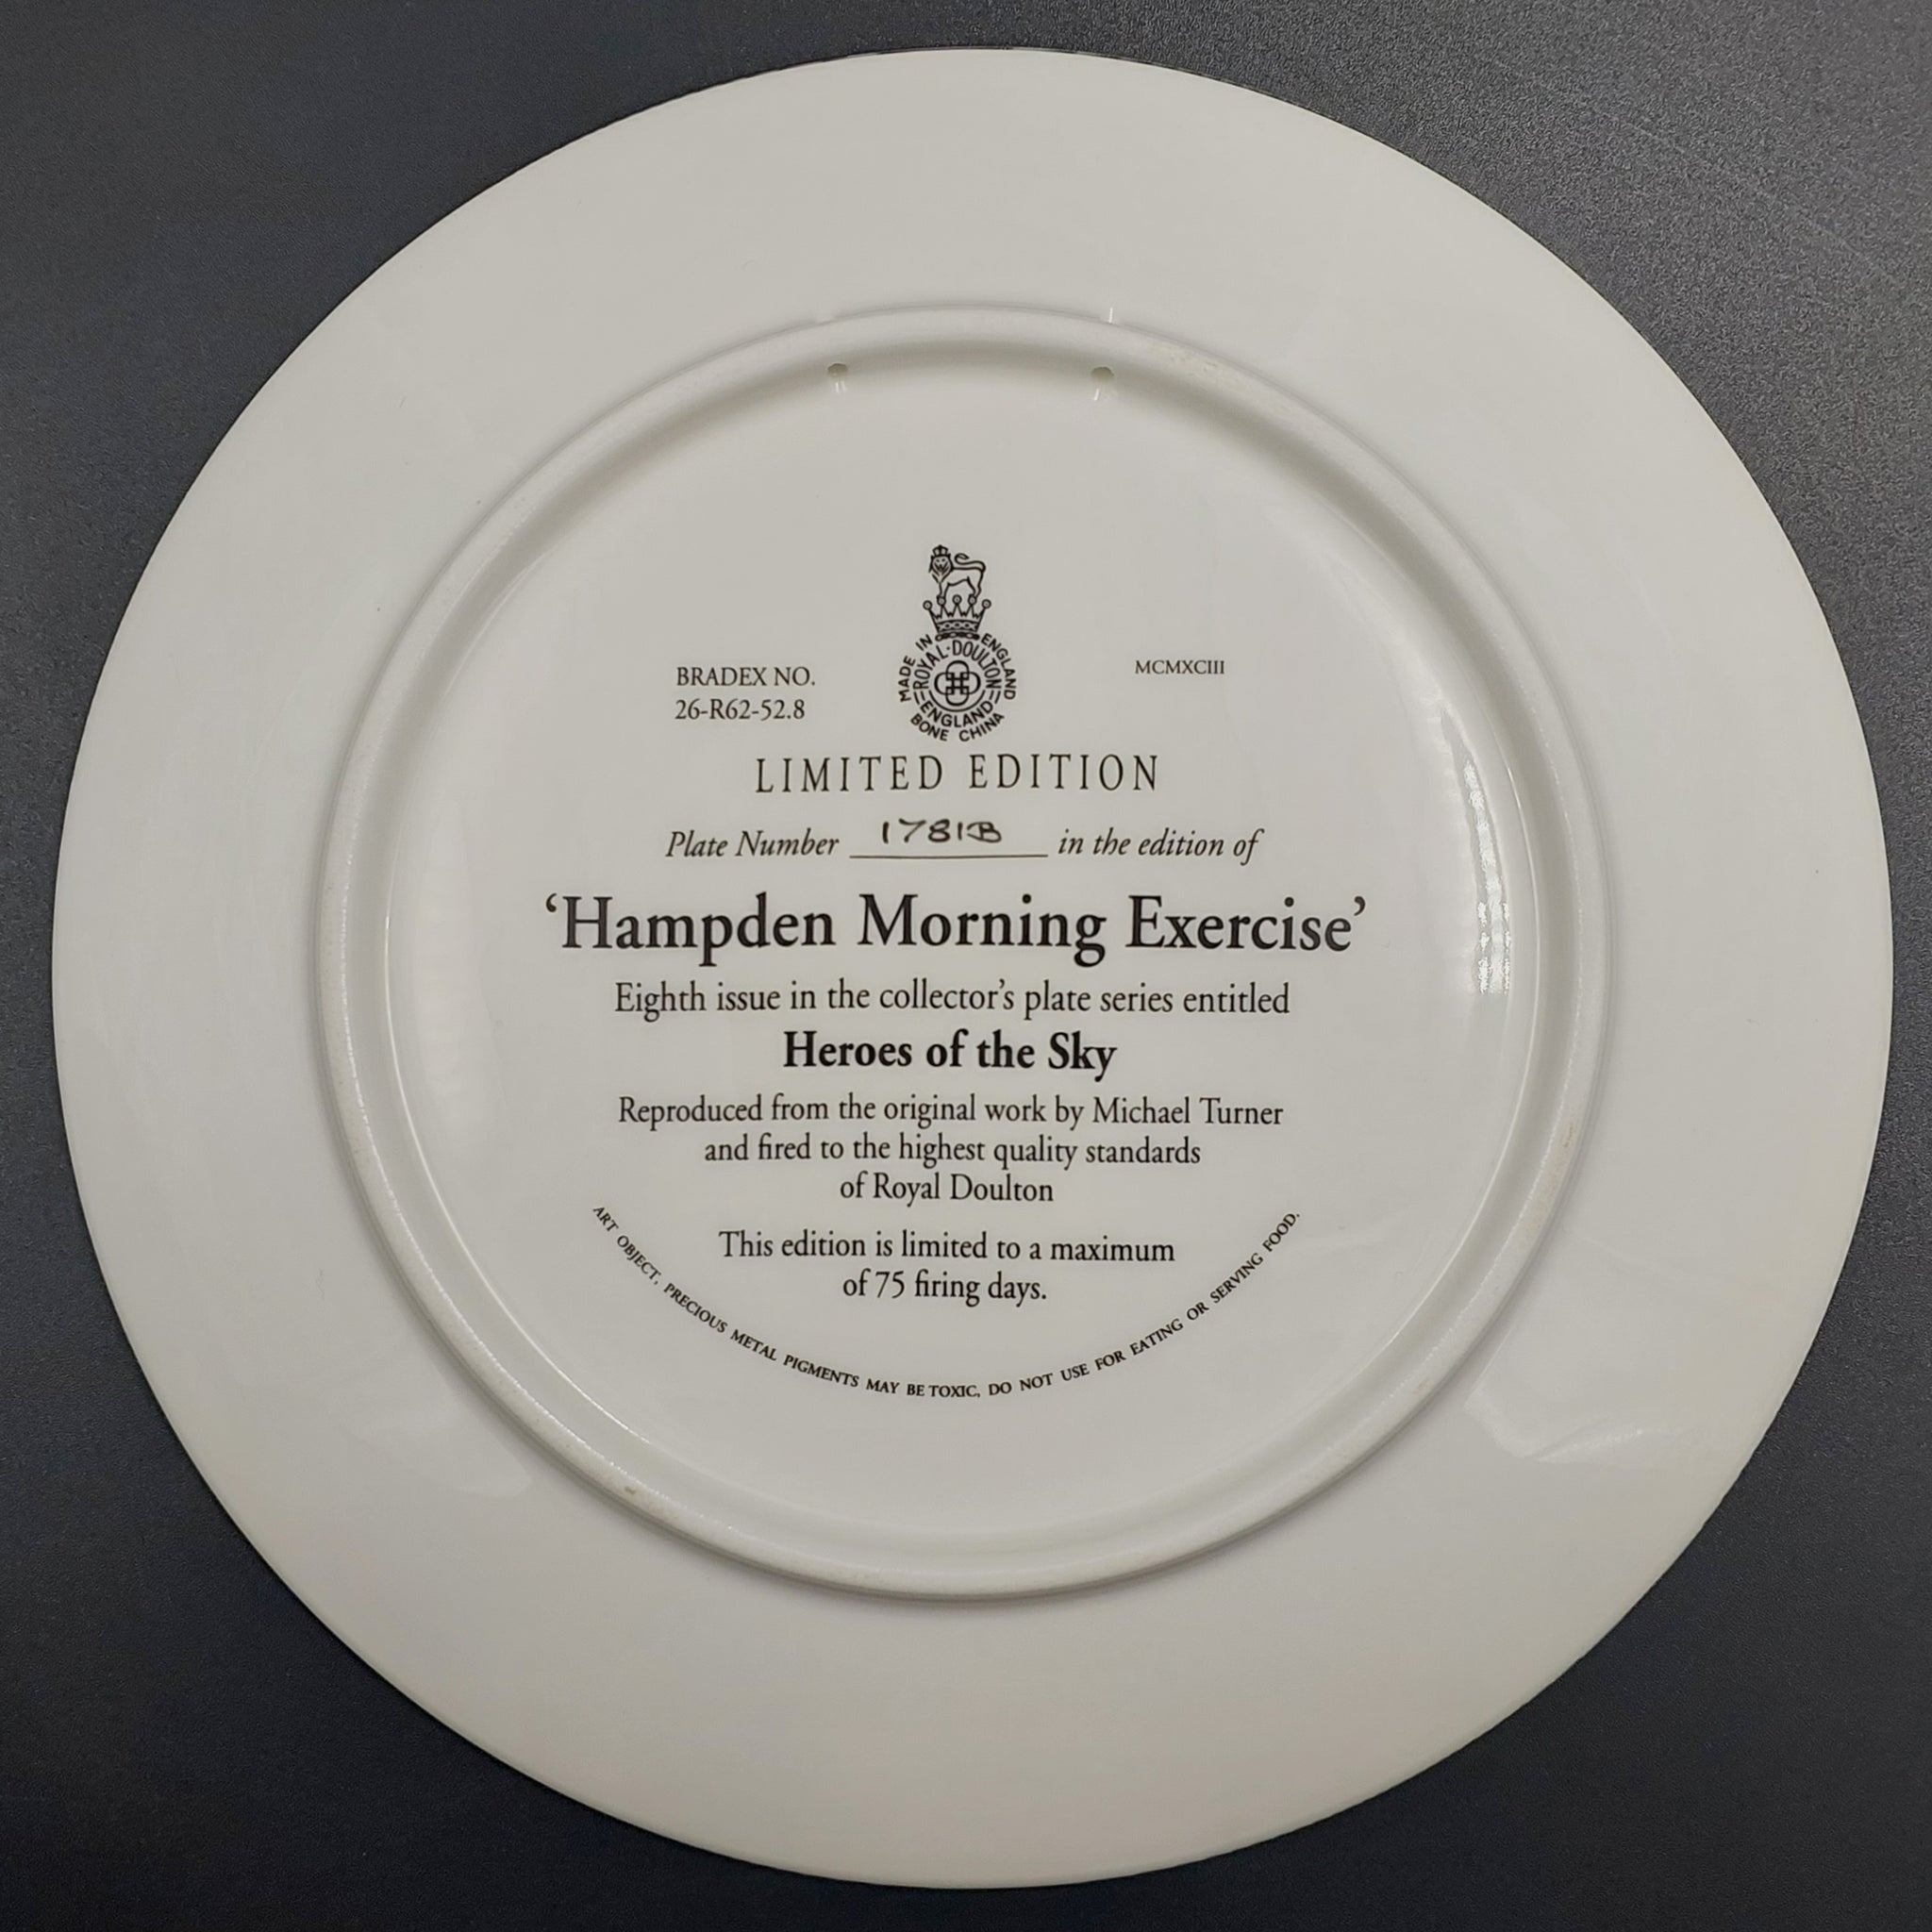 MADE IN ENGLAND
ROYAL·DOULTON
ENGLAND
BONE CHINA
BRADEX NO.
26-R62-52.8
MCMXCIII
LIMITED EDITION
Plate Number 1781B in the edition of
‘Hampden Morning Exercise’
Eighth issue in the collector’s plate series entitled
Heroes of the Sky
Reproduced from the original work by Michael Turner
and fired to the highest quality standards
of Royal Doulton
This edition is limited to a maximum
of 75 firing days.
ART OBJECT, PRECIOUS METAL PIGMENTS MAY BE TOXIC, DO NOT USE FOR EATING OR SERVING FOOD.